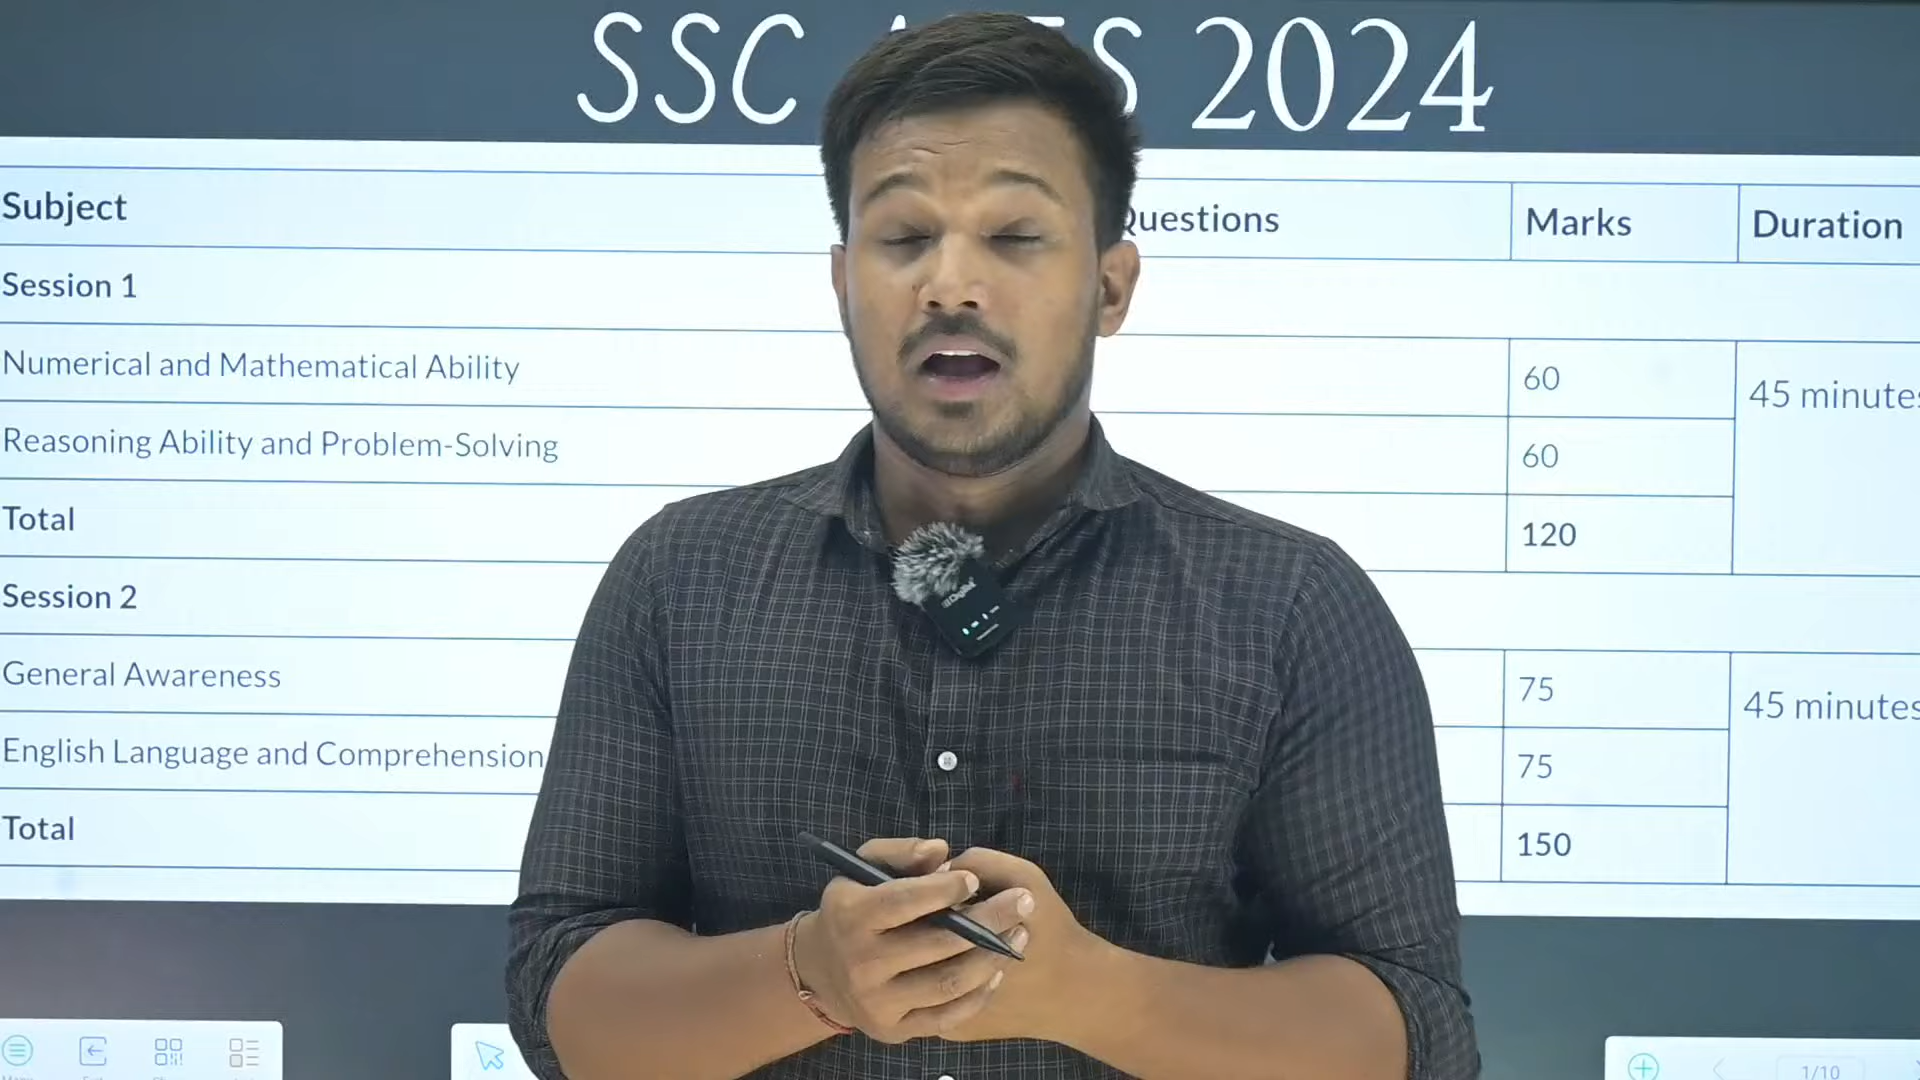 SSC S 2024
Subject Questions Marks Duration
Session 1
Numerical and Mathematical Ability 60 45 minutes
Reasoning Ability and Problem-Solving 60
Total 120
Session 2
General Awareness 75 45 minutes
English Language and Comprehension 75
Total 150
1/10